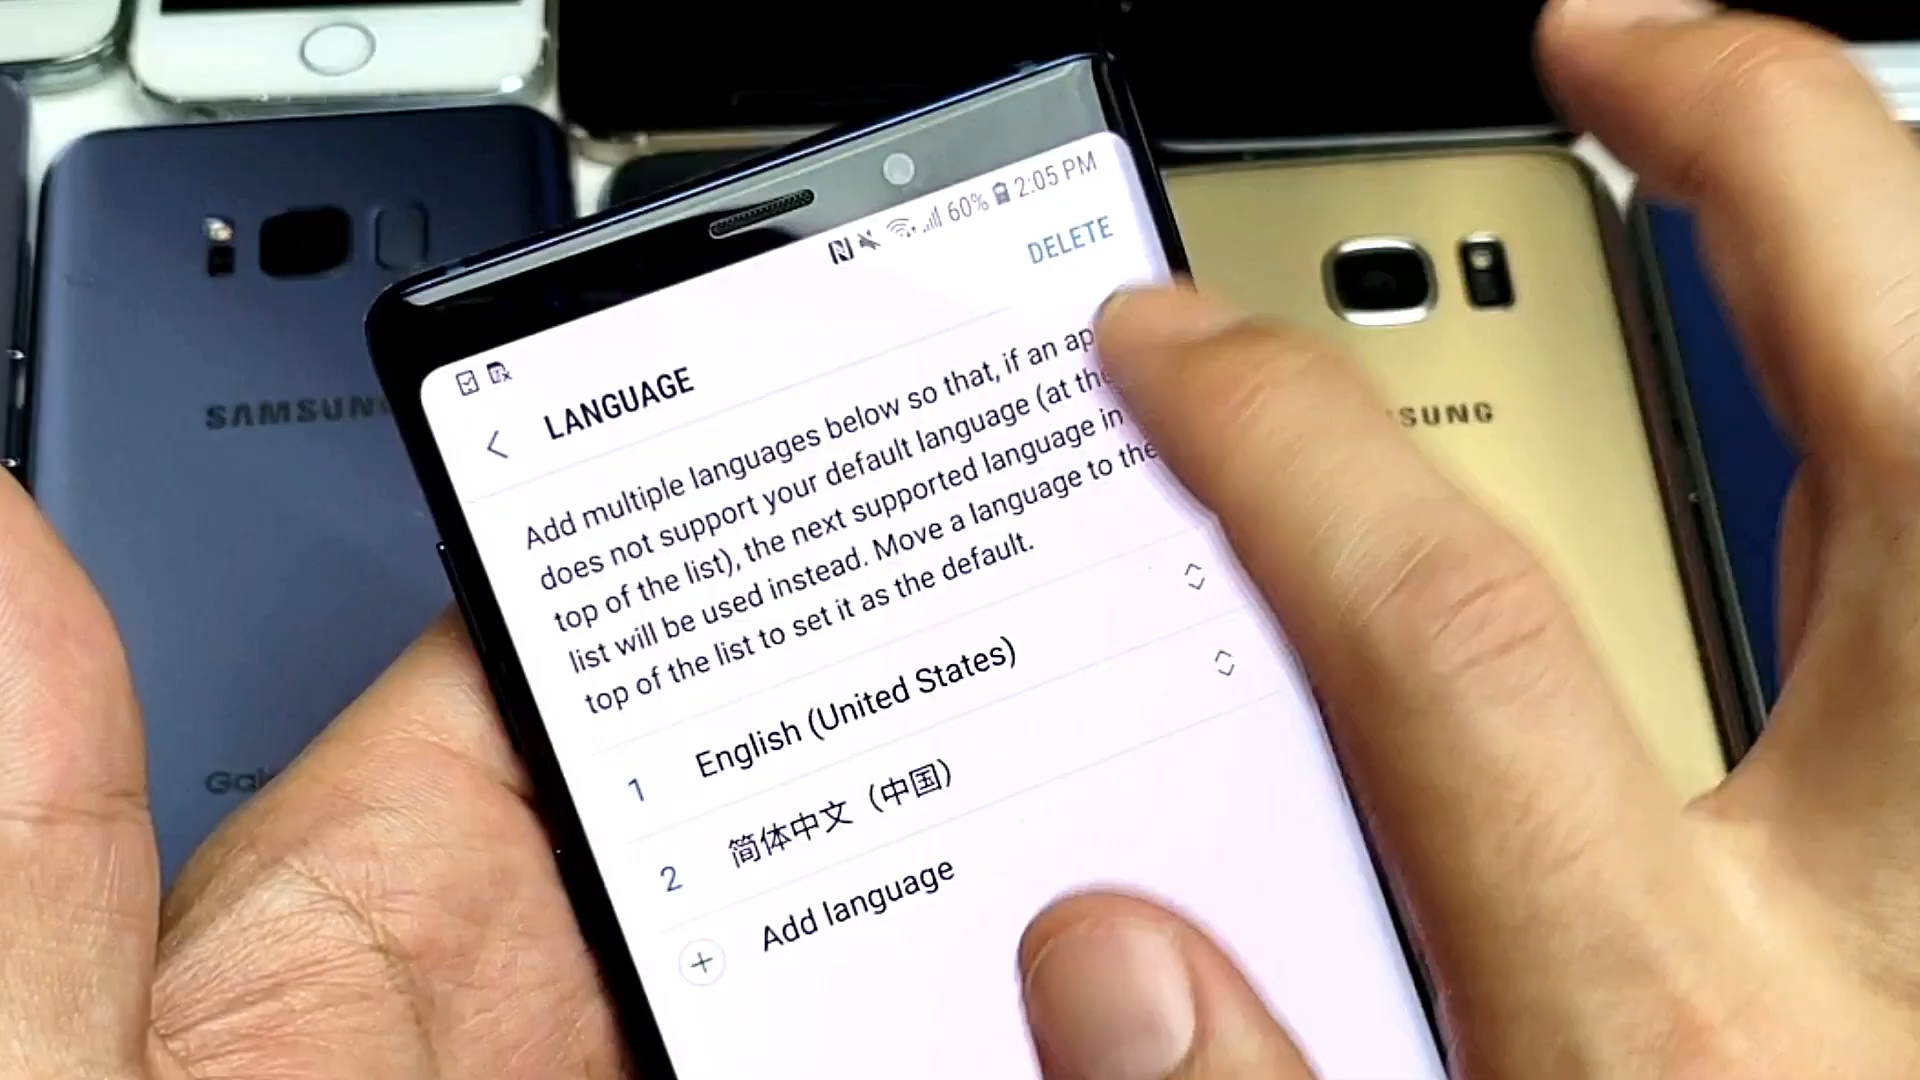 60% 2:05 PM
DELETE
LANGUAGE
Add multiple languages below so that, if an
does not support your default language (at the
top of the list), the next supported language in
list will be used instead. Move a language to the
top of the list to set it as the default.
1 English (United States)
2 简体中文（中国）
Add language
SAMSUN
SUNG